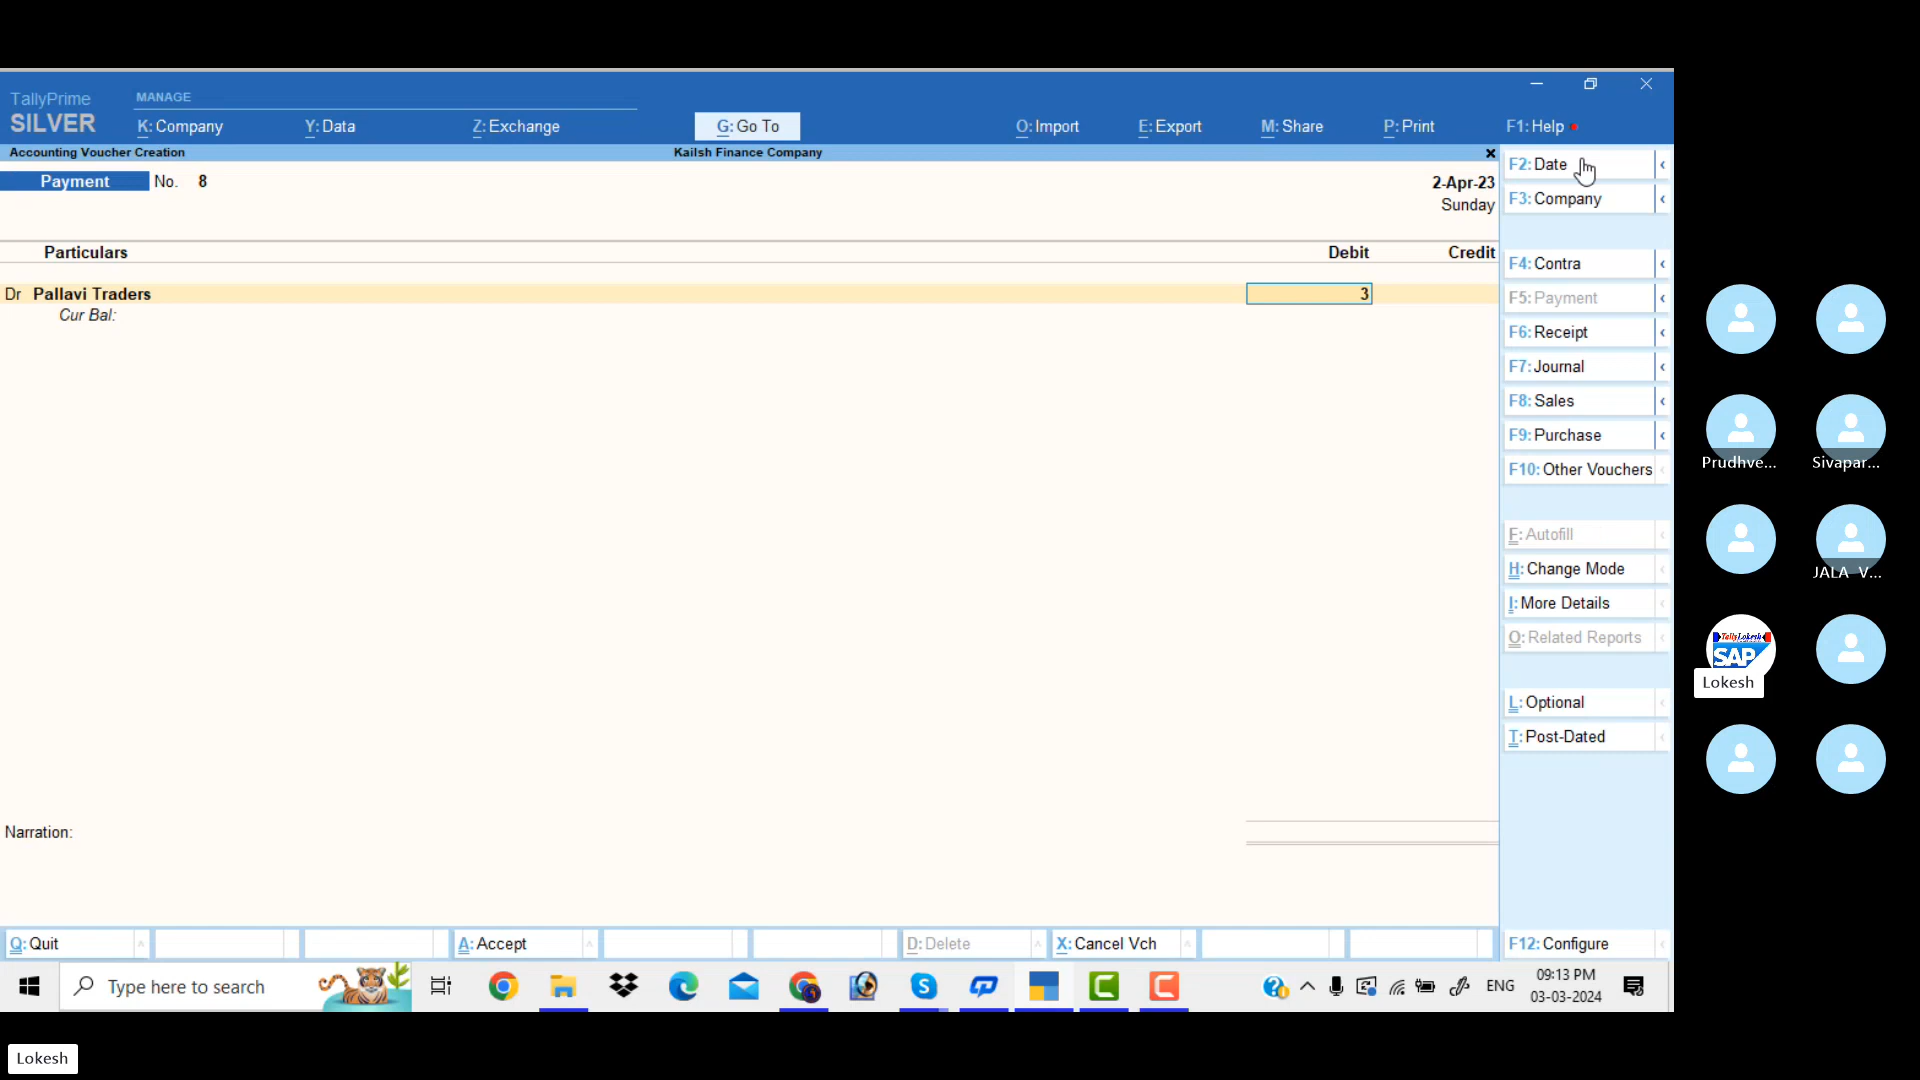 TallyPrime
SILVER
MANAGE
K: Company
Y: Data
Z: Exchange
G: Go To
O: Import
E: Export
M: Share
P: Print
F1: Help
Accounting Voucher Creation
Kailsh Finance Company
Payment No. 8
2-Apr-23
Sunday
Particulars
Debit
Credit
Dr Pallavi Traders
3
Cur Bal:
Narration:
F2: Date
F3: Company
F4: Contra
F5: Payment
F6: Receipt
F7: Journal
F8: Sales
F9: Purchase
F10: Other Vouchers
F: Autofill
H: Change Mode
I: More Details
O: Related Reports
L: Optional
T: Post-Dated
F12: Configure
Q: Quit
A: Accept
D: Delete
X: Cancel Vch
Type here to search
ENG
09:13 PM
03-03-2024
Prudhve...
Sivapar...
JALA V...
TallyLokesh
SAP
Lokesh
Lokesh